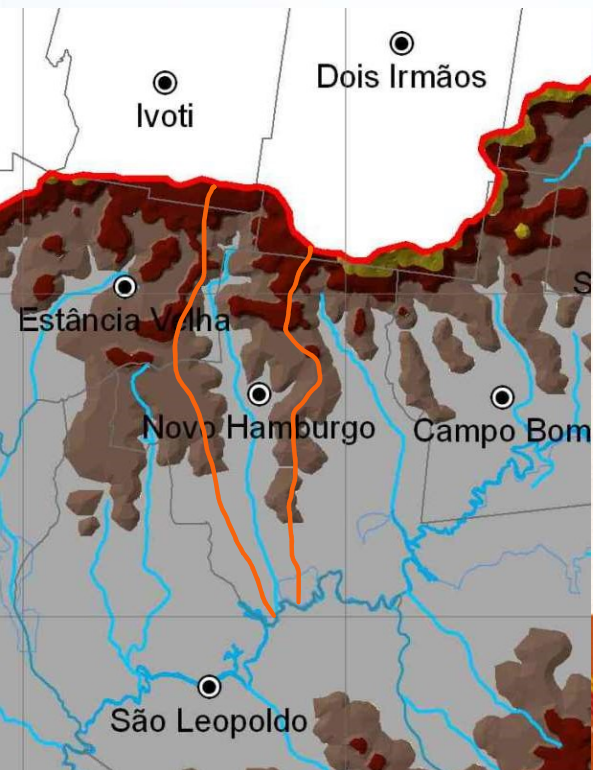 Dois Irmãos
Ivoti
S
Estância Velha
Novo Hamburgo
Campo Bom
São Leopoldo